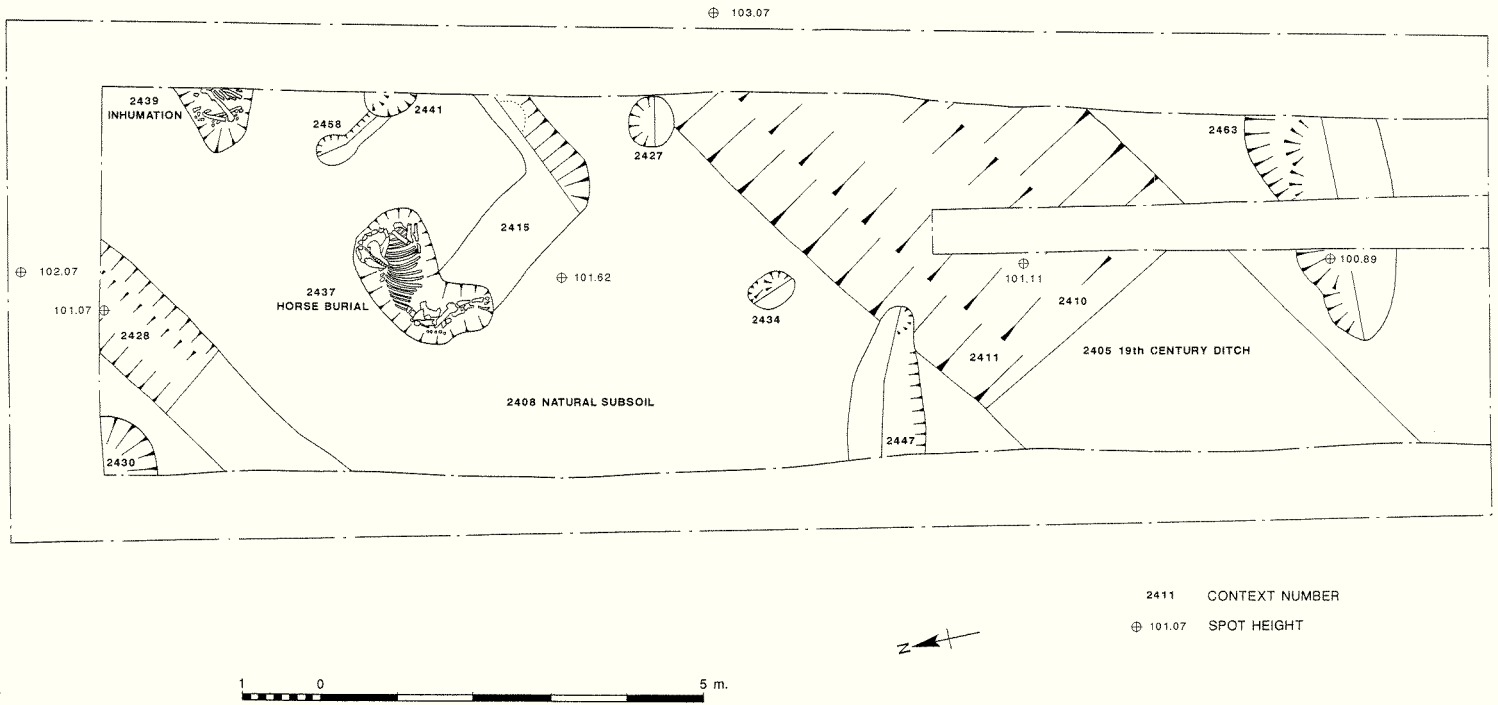 103.07
2439
INHUMATION
2458
2441
2427
2463
2415
102.07
101.07
2437
HORSE BURIAL
101.62
2434
101.11
100.89
2410
2428
2411
2405 19th CENTURY DITCH
2408 NATURAL SUBSOIL
2447
2430
2411 CONTEXT NUMBER
101.07 SPOT HEIGHT
N
1 0 5 m.